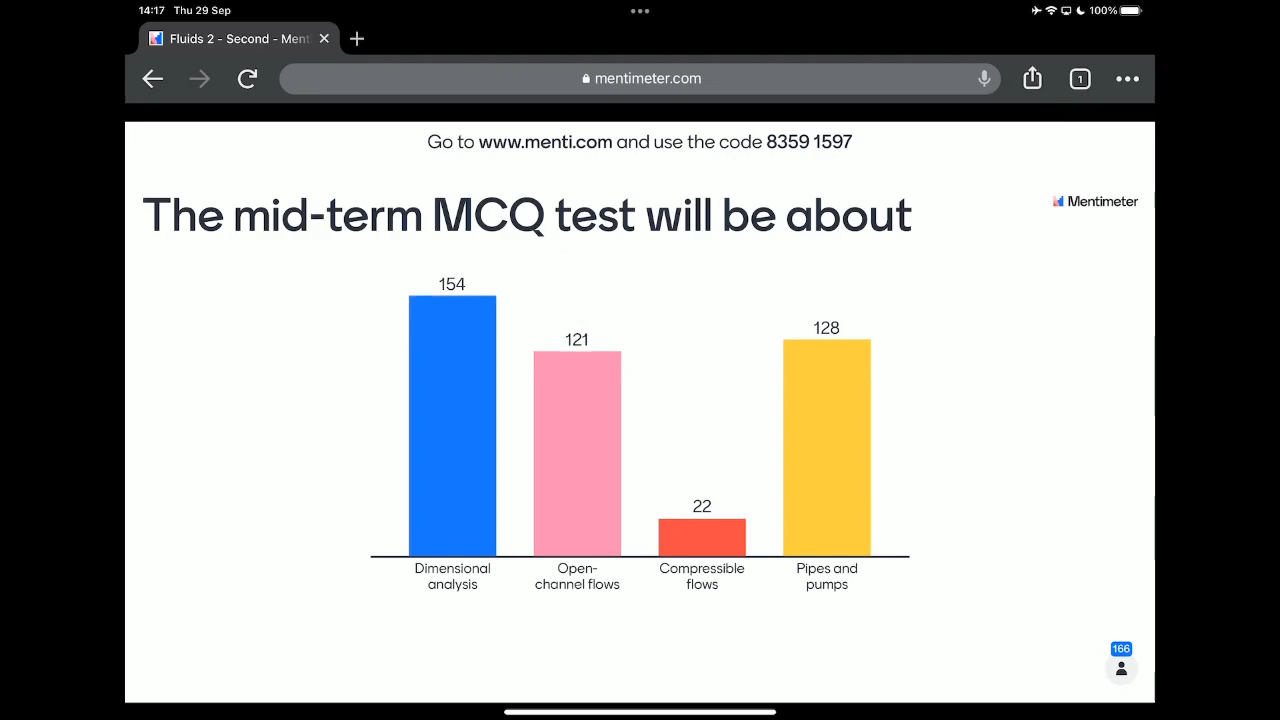 14:17 Thu 29 Sep
100%
Fluids 2 - Second - Ment
mentimeter.com
1
Go to www.menti.com and use the code 8359 1597
The mid-term MCQ test will be about
Mentimeter
154
121
22
128
Dimensional analysis
Open-channel flows
Compressible flows
Pipes and pumps
166